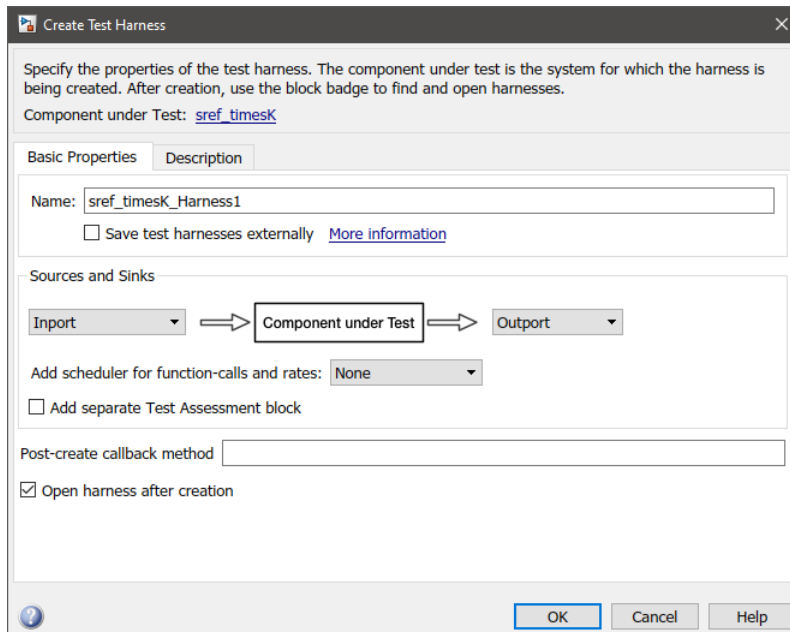 Create Test Harness
Specify the properties of the test harness. The component under test is the system for which the harness is
being created. After creation, use the block badge to find and open harnesses.
Component under Test: sref_timesK
Basic Properties Description
Name: sref_timesK_Harness1
Save test harnesses externally More information
Sources and Sinks
Inport Component under Test Outport
Add scheduler for function-calls and rates: None
Add separate Test Assessment block
Post-create callback method
Open harness after creation
? OK Cancel Help